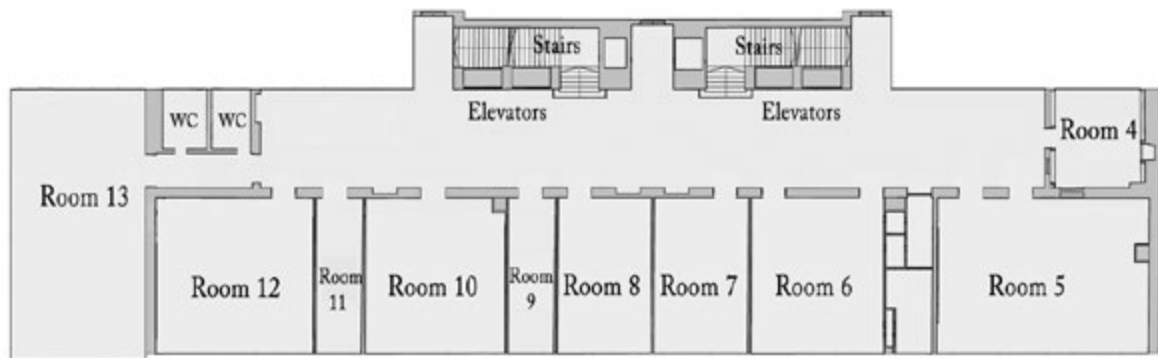 Stairs
Stairs
Elevators
Elevators
WC
WC
Room 4
Room 13
Room 12
Room
11
Room 10
Room
9
Room 8
Room 7
Room 6
Room 5